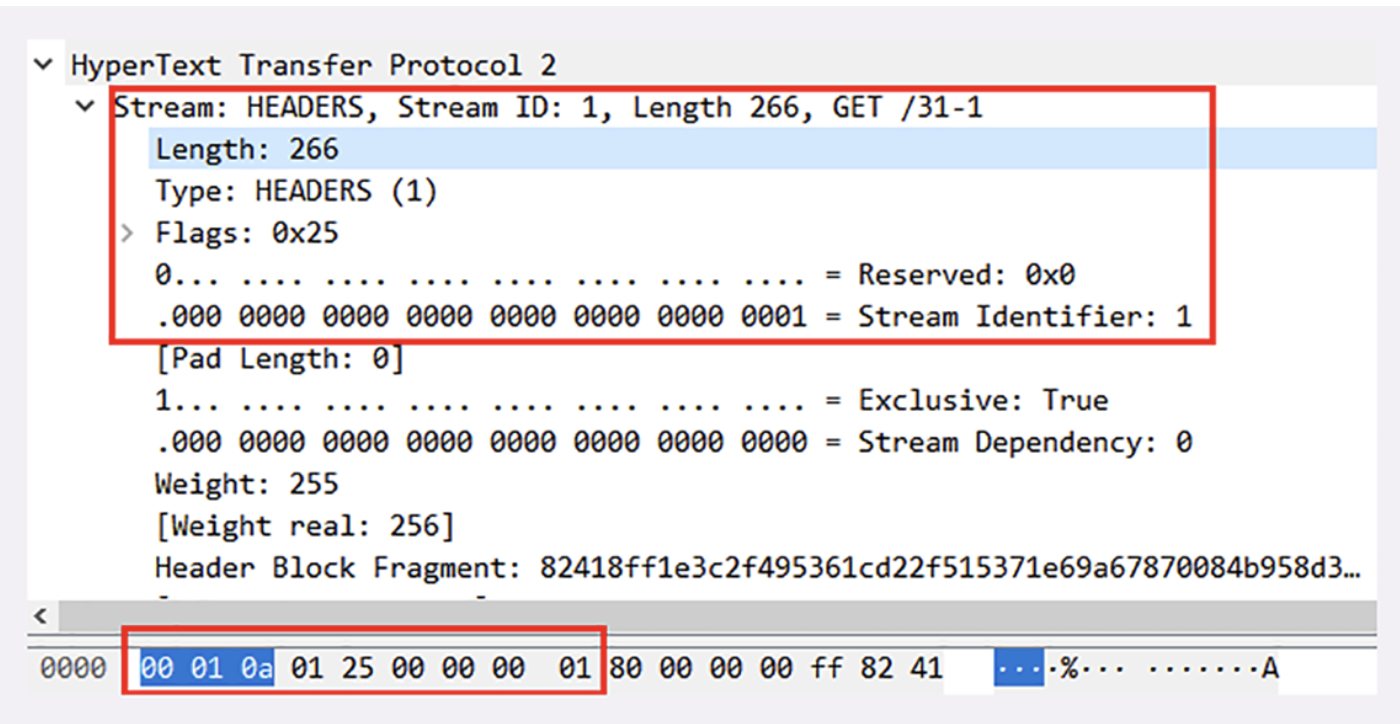 HyperText Transfer Protocol 2
Stream: HEADERS, Stream ID: 1, Length 266, GET /31-1
Length: 266
Type: HEADERS (1)
Flags: 0x25
0... .... .... .... .... .... .... .... = Reserved: 0x0
.000 0000 0000 0000 0000 0000 0000 0001 = Stream Identifier: 1
[Pad Length: 0]
1... .... .... .... .... .... .... .... = Exclusive: True
.000 0000 0000 0000 0000 0000 0000 0000 = Stream Dependency: 0
Weight: 255
[Weight real: 256]
Header Block Fragment: 82418ff1e3c2f495361cd22f515371e69a67870084b958d3…
0000 00 01 0a 01 25 00 00 00 01 80 00 00 00 ff 82 41 ····%··· ·······A